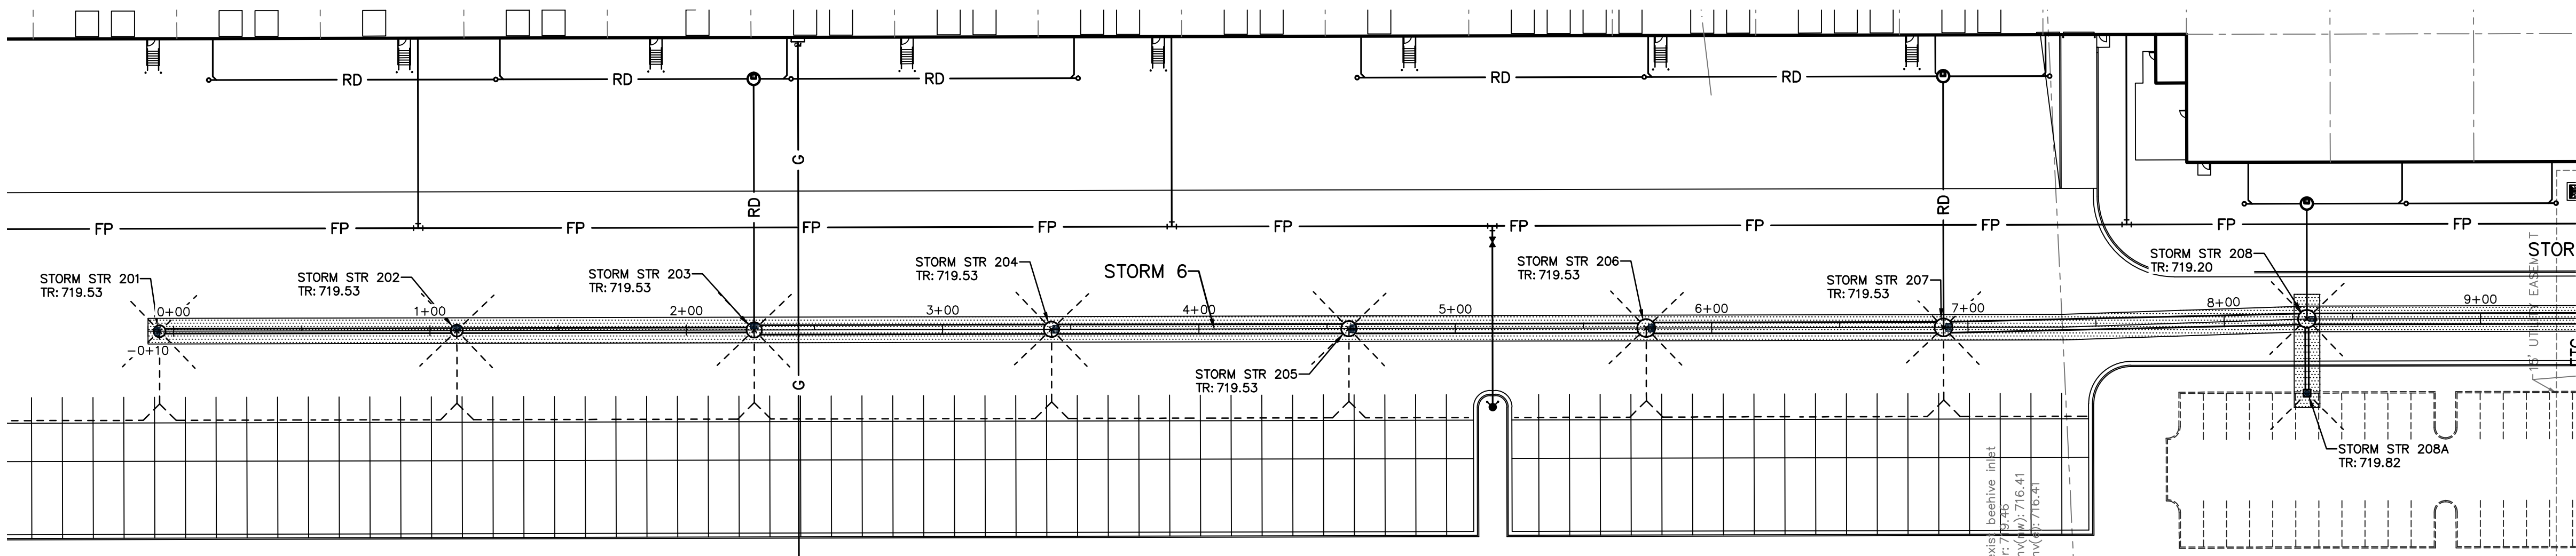 RD
RD
RD
RD
RD
G
RD
RD
FP
FP
FP
FP
FP
FP
FP
FP
FP
FP
FP
STORM STR 201
TR: 719.53
STORM STR 202
TR: 719.53
STORM STR 203
TR: 719.53
STORM STR 204
TR: 719.53
STORM 6
STORM STR 206
TR: 719.53
STORM STR 207
TR: 719.53
STORM STR 208
TR: 719.20
STOR
15' UTILITY EASEMENT
0+00
1+00
2+00
3+00
4+00
5+00
6+00
7+00
8+00
9+00
-0+10
STORM STR 205
TR: 719.53
G
STORM STR 208A
TR: 719.82
beehive inlet
r: 719.46
716.41
716.41